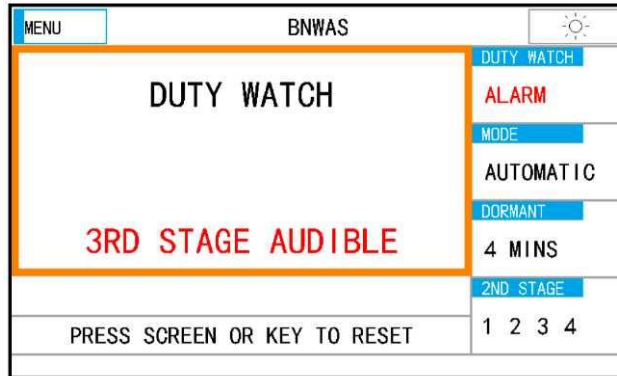 MENU
BNWAS
DUTY WATCH
3RD STAGE AUDIBLE
PRESS SCREEN OR KEY TO RESET
DUTY WATCH
ALARM
MODE
AUTOMATIC
DORMANT
4 MINS
2ND STAGE
1 2 3 4